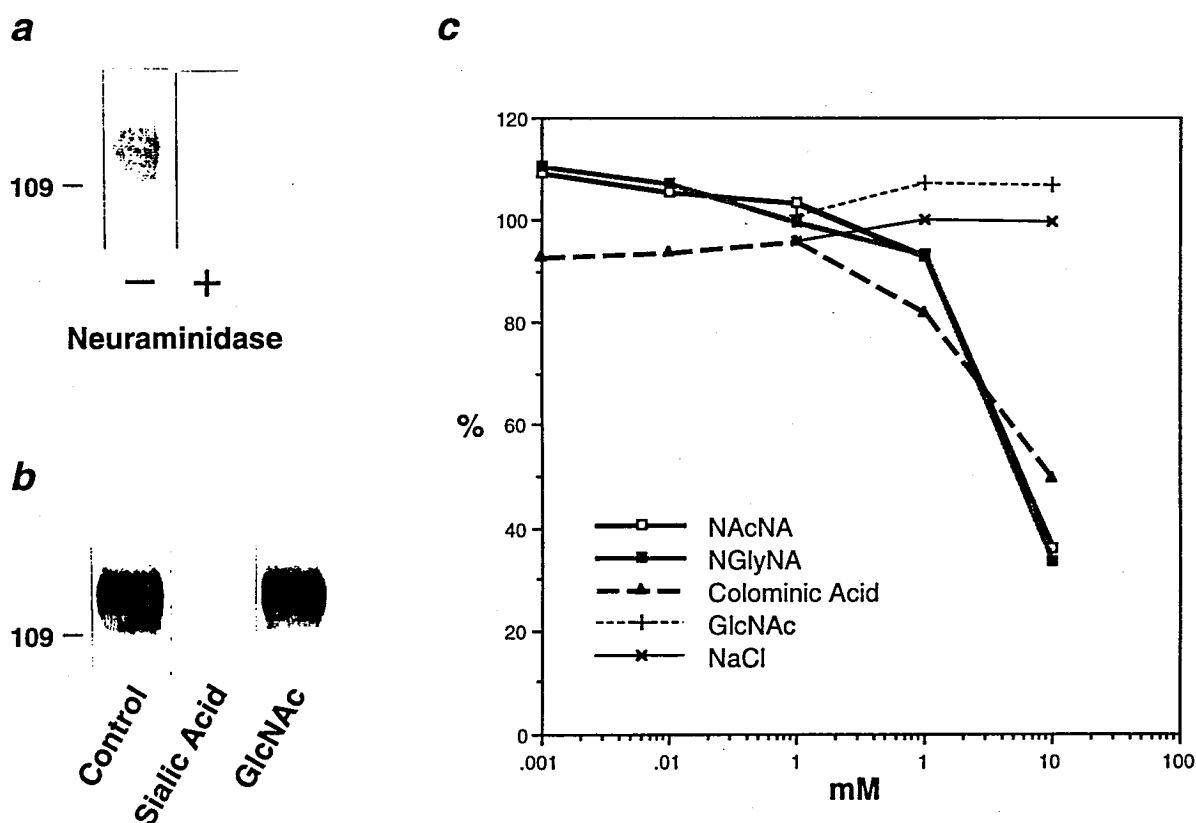 a
109
− +
Neuraminidase
b
109
Control
Sialic Acid
GlcNAc
c
120
100
80
60
40
20
0
%
NAcNA
NGlyNA
Colominic Acid
GlcNAc
NaCl
.001 .01 1 1 10 100
mM